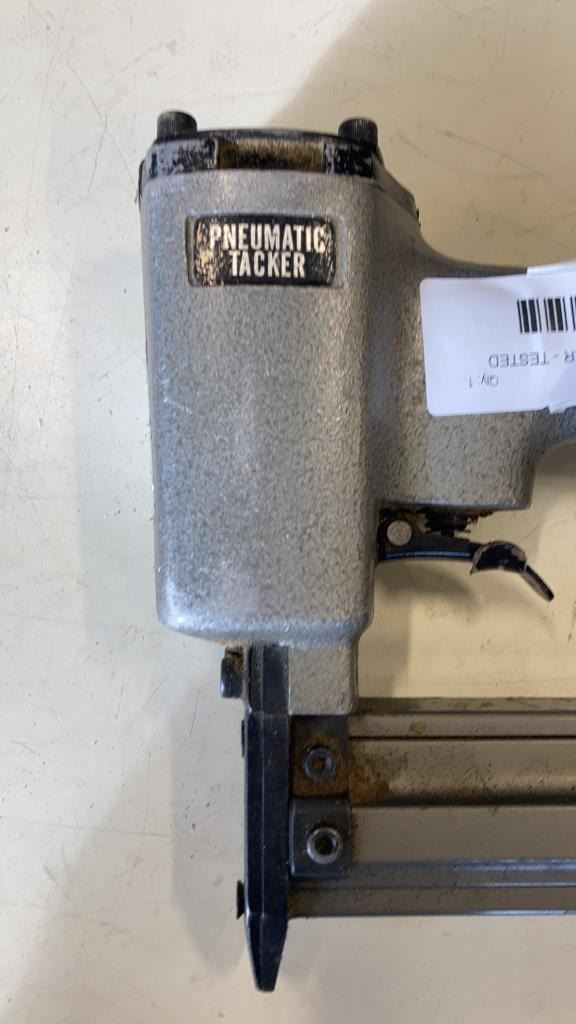 PNEUMATIC
TACKER
Qty: 1
R - TESTED